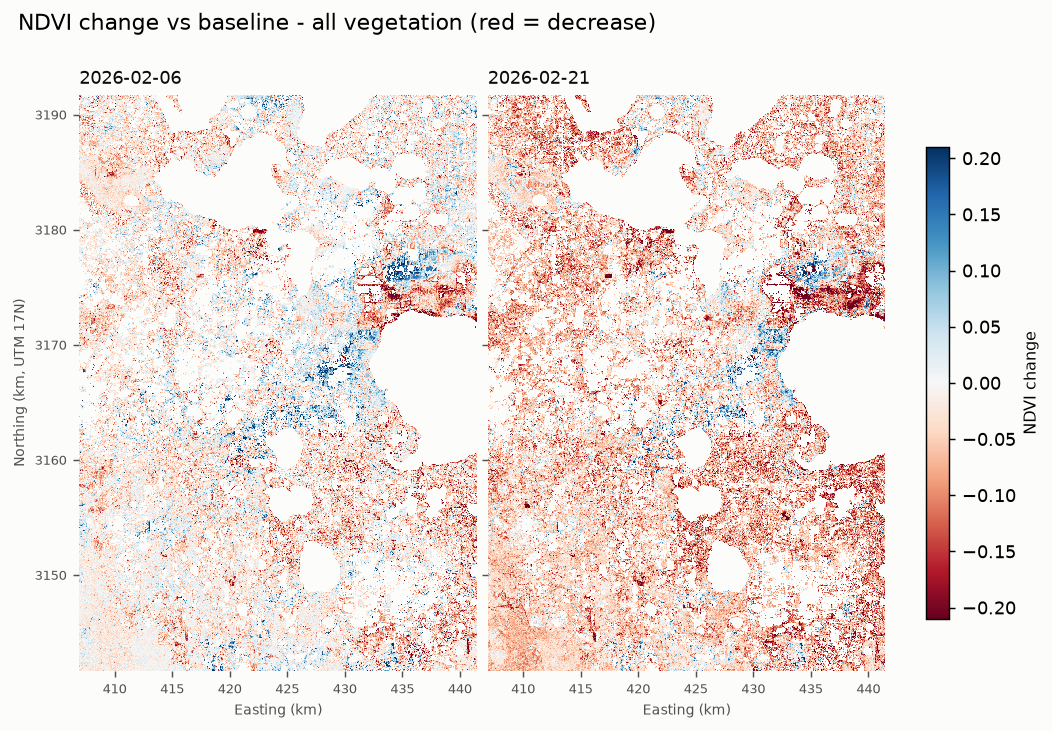 NDVI change vs baseline - all vegetation (red = decrease)
2026-02-06
2026-02-21
3190
3180
3170
3160
3150
Northing (km, UTM 17N)
410 415 420 425 430 435 440
410 415 420 425 430 435 440
Easting (km)
Easting (km)
0.20
0.15
0.10
0.05
0.00
−0.05
−0.10
−0.15
−0.20
NDVI change